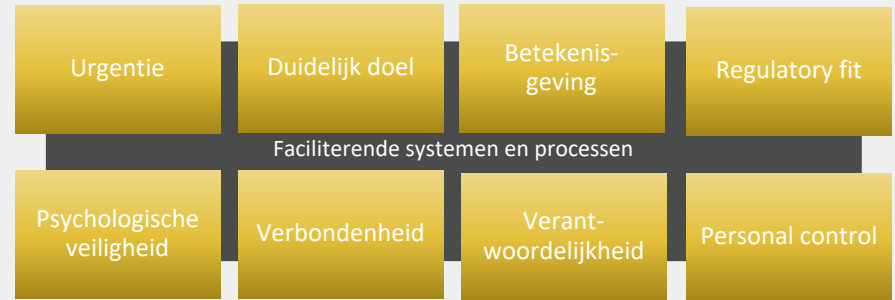 Urgentie
Duidelijk doel
Betekenis-
geving
Regulatory fit
Faciliterende systemen en processen
Psychologische
veiligheid
Verbondenheid
Verant-
woordelijkheid
Personal control